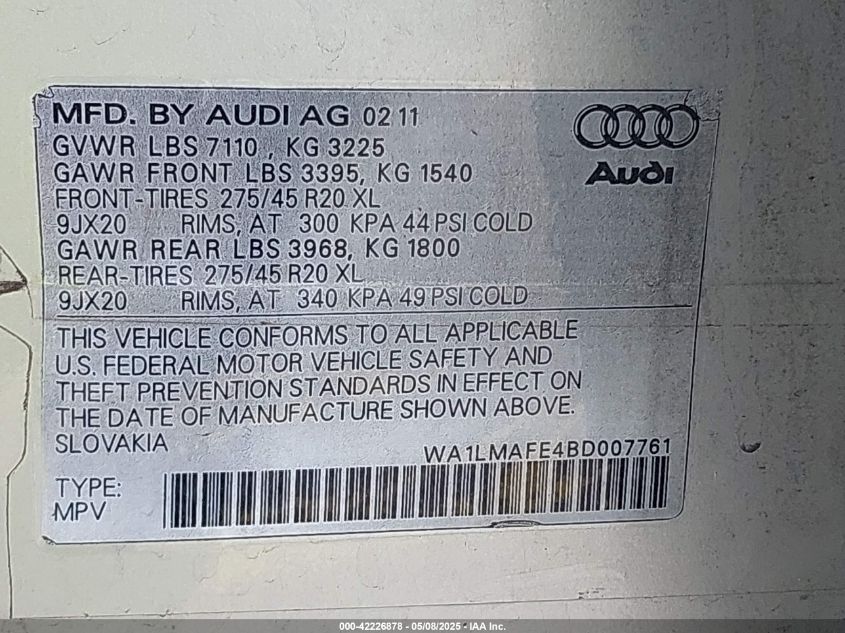 MFD. BY AUDI AG 02 11
GVWR LBS 7110 , KG 3225
GAWR FRONT LBS 3395, KG 1540
FRONT-TIRES 275/45 R20 XL
9JX20 RIMS, AT 300 KPA 44 PSI COLD
GAWR REAR LBS 3968, KG 1800
REAR-TIRES 275/45 R20 XL
9JX20 RIMS, AT 340 KPA 49 PSI COLD
Audi
THIS VEHICLE CONFORMS TO ALL APPLICABLE
U.S. FEDERAL MOTOR VEHICLE SAFETY AND
THEFT PREVENTION STANDARDS IN EFFECT ON
THE DATE OF MANUFACTURE SHOWN ABOVE.
SLOVAKIA
WA1LMAFE4BD007761
TYPE:
MPV
000-42226878 - 05/08/2025 - IAA Inc.